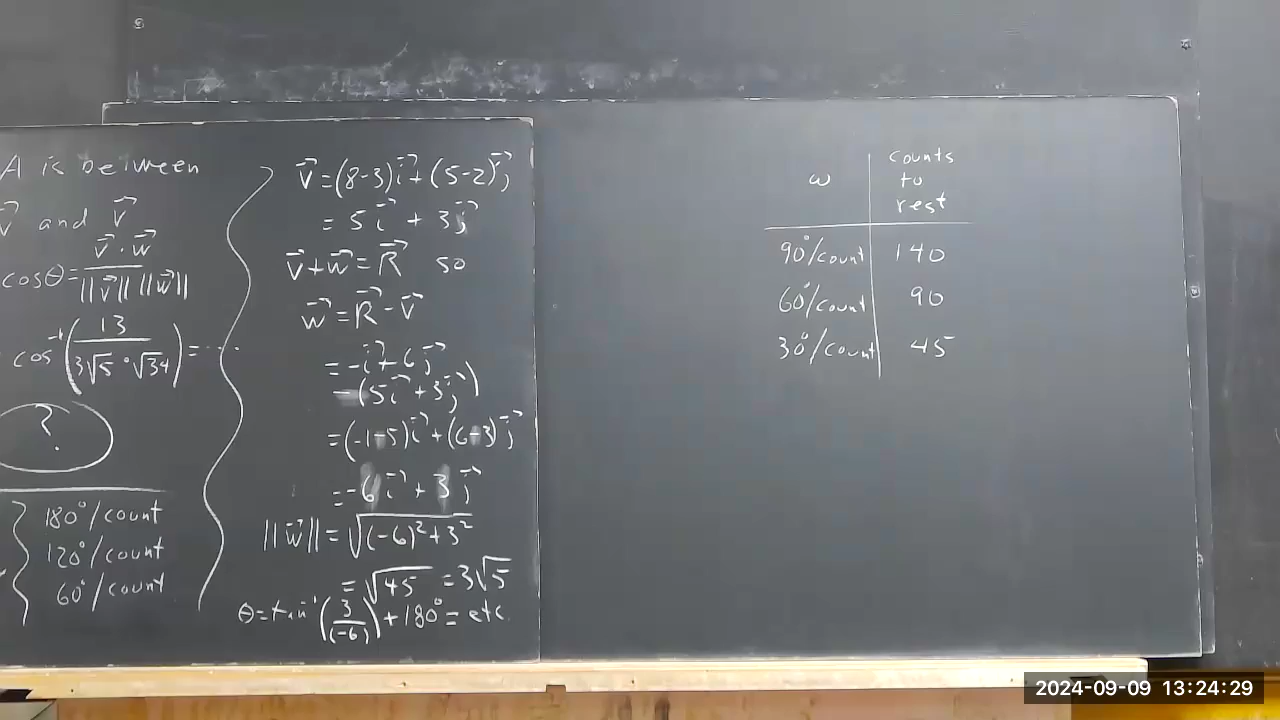 A is between
v⃗ and v⃗
cosθ = v⃗·w⃗ / ||v⃗|| ||w⃗||
cos⁻¹(13 / 3√5·√34) = ...
?
180°/count
120°/count
60°/count
v⃗ = (8-3)i⃗ + (5-2)j⃗
= 5i⃗ + 3j⃗
v⃗ + w⃗ = R⃗ so
w⃗ = R⃗ - v⃗
= -i⃗ + 6j⃗
-(5i⃗ + 3j⃗)
= (-1-5)i⃗ + (6-3)j⃗
= -6i⃗ + 3j⃗
||w⃗|| = √((-6)² + 3²)
= √45 = 3√5
θ = tan⁻¹(3/(-6)) + 180° = etc.
ω counts to rest
90°/count 140
60°/count 90
30°/count 45
2024-09-09 13:24:29